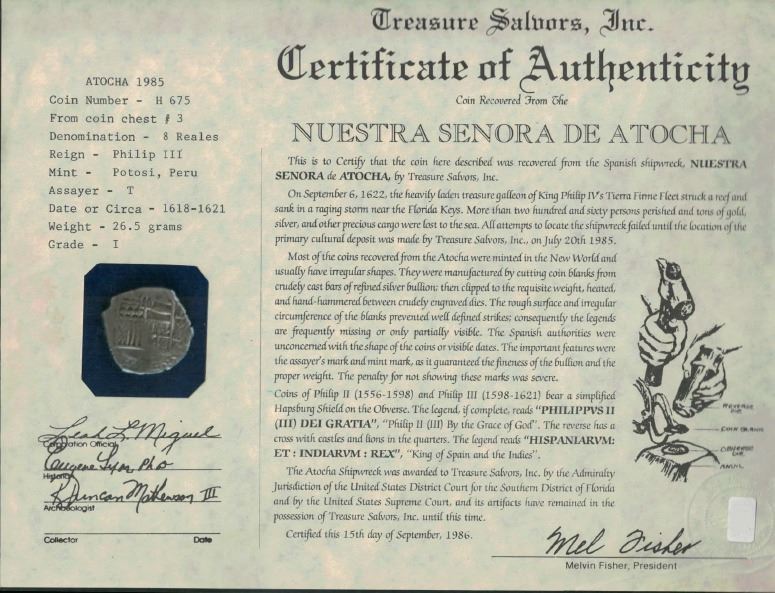 Treasure Salvors, Inc.
Certificate of Authenticity
Coin Recovered From The
NUESTRA SENORA DE ATOCHA
ATOCHA 1985
Coin Number - H 675
From coin chest # 3
Denomination - 8 Reales
Reign - Philip III
Mint - Potosi, Peru
Assayer - T
Date or Circa - 1618-1621
Weight - 26.5 grams
Grade - I
This is to Certify that the coin here described was recovered from the Spanish shipwreck, NUESTRA
SENORA de ATOCHA, by Treasure Salvors, Inc.
On September 6, 1622, the heavily laden treasure galleon of King Philip IV's Tierra Firme Fleet struck a reef and
sank in a raging storm near the Florida Keys. More than two hundred and sixty persons perished and tons of gold,
silver, and other precious cargo were lost to the sea. All attempts to locate the shipwreck failed until the location of the
primary cultural deposit was made by Treasure Salvors, Inc., on July 20th 1985.
Most of the coins recovered from the Atocha were minted in the New World and
usually have irregular shapes. They were manufactured by cutting coin blanks from
crudely cast bars of refined silver bullion; then clipped to the requisite weight, heated,
and hand-hammered between crudely engraved dies. The rough surface and irregular
circumference of the blanks prevented well defined strikes; consequently the legends
are frequently missing or only partially visible. The Spanish authorities were
unconcerned with the shape of the coins or visible dates. The important features were
the assayer's mark and mint mark, as it guaranteed the fineness of the bullion and the
proper weight. The penalty for not showing these marks was severe.
Coins of Philip II (1556-1598) and Philip III (1598-1621) bear a simplified
Hapsburg Shield on the Obverse. The legend, if complete, reads "PHILIPPVS II
(III) DEI GRATIA", "Philip II (III) By the Grace of God". The reverse has a
cross with castles and lions in the quarters. The legend reads "HISPANIARVM:
ET : INDIARVM : REX", "King of Spain and the Indies".
The Atocha Shipwreck was awarded to Treasure Salvors, Inc. by the Admiralty
Jurisdiction of the United States District Court for the Southern District of Florida
and by the United States Supreme Court, and its artifacts have remained in the
possession of Treasure Salvors, Inc. until this time.
Certified this 15th day of September, 1986.
REVERSE DIE
COIN BLANK
OBVERSE DIE
ANVIL
Leah L Miguel
Corporation Official
Eugene Lyon PhD
Historian
R Duncan Mathewson III
Archaeologist
Collector Date
Mel Fisher
Melvin Fisher, President